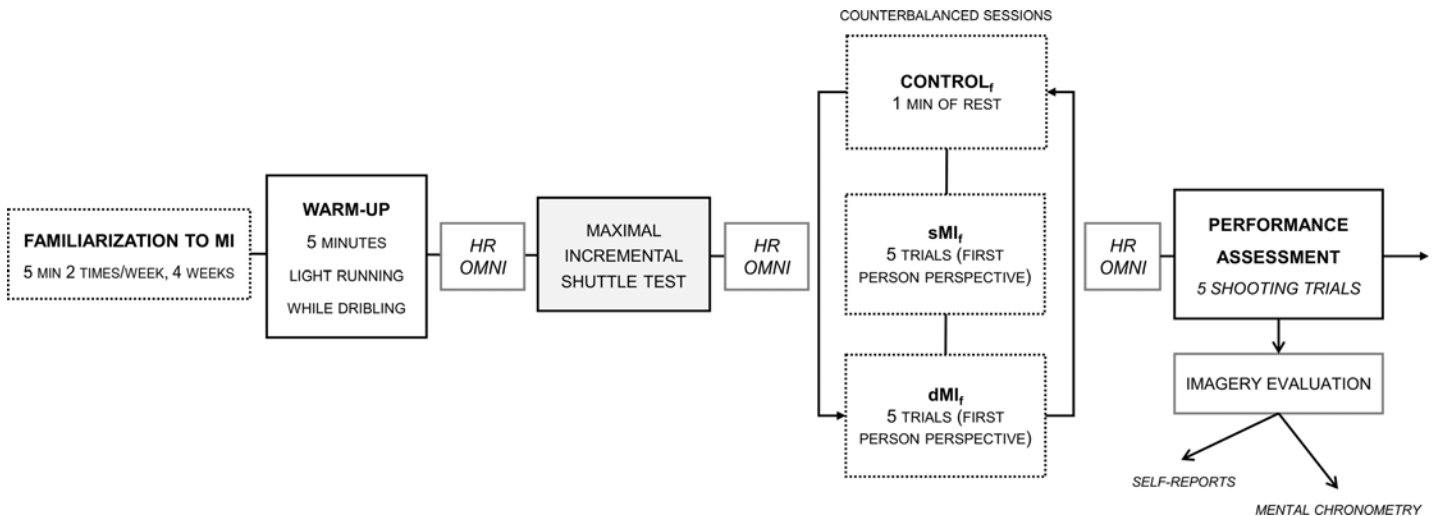 COUNTERBALANCED SESSIONS
FAMILIARIZATION TO MI
5 MIN 2 TIMES/WEEK, 4 WEEKS
WARM-UP
5 MINUTES
LIGHT RUNNING
WHILE DRIBLING
HR
OMNI
MAXIMAL
INCREMENTAL
SHUTTLE TEST
HR
OMNI
CONTROLf
1 MIN OF REST
sMIf
5 TRIALS (FIRST
PERSON PERSPECTIVE)
dMIf
5 TRIALS (FIRST
PERSON PERSPECTIVE)
HR
OMNI
PERFORMANCE
ASSESSMENT
5 SHOOTING TRIALS
IMAGERY EVALUATION
SELF-REPORTS
MENTAL CHRONOMETRY